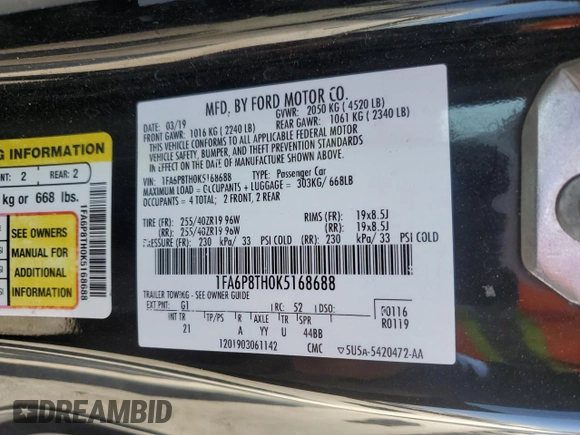 MFD. BY FORD MOTOR CO.
DATE: 03/19 GVWR: 2050 KG ( 4520 LB)
FRONT GAWR: 1016 KG ( 2240 LB) REAR GAWR: 1061 KG ( 2340 LB)
THIS VEHICLE CONFORMS TO ALL APPLICABLE FEDERAL MOTOR
VEHICLE SAFETY, BUMPER, AND THEFT PREVENTION STANDARDS
IN EFFECT ON THE DATE OF MANUFACTURE SHOWN ABOVE.
VIN: 1FA6P8TH0K5168688 TYPE: Passenger Car
MAXIMUM LOAD = OCCUPANTS + LUGGAGE = 303KG/ 668LB
OCCUPANTS = 4 TOTAL; 2 FRONT, 2 REAR
TIRE (FR): 255/40ZR19 96W RIMS (FR): 19x8.5J
(RR): 255/40ZR19 96W (RR): 19x8.5J
PRESSURE (FR): 230 kPa/ 33 PSI COLD (RR): 230 kPa/ 33 PSI COLD
1FA6P8TH0K5168688
TRAILER TOWING - SEE OWNER GUIDE
EXT PNT: G1 RC: 52 DSO: R0116
R0119
INT TR TP/PS R AXLE TR SPR
21 A YY U 44BB
1201903061142 CMC 5U5A-5420472-AA
G INFORMATION
NT: 2 REAR: 2
kg or 668 lbs.
SEE OWNERS
MANUAL FOR
ADDITIONAL
INFORMATION
1FA6P8TH0K5168688
DREAMBID